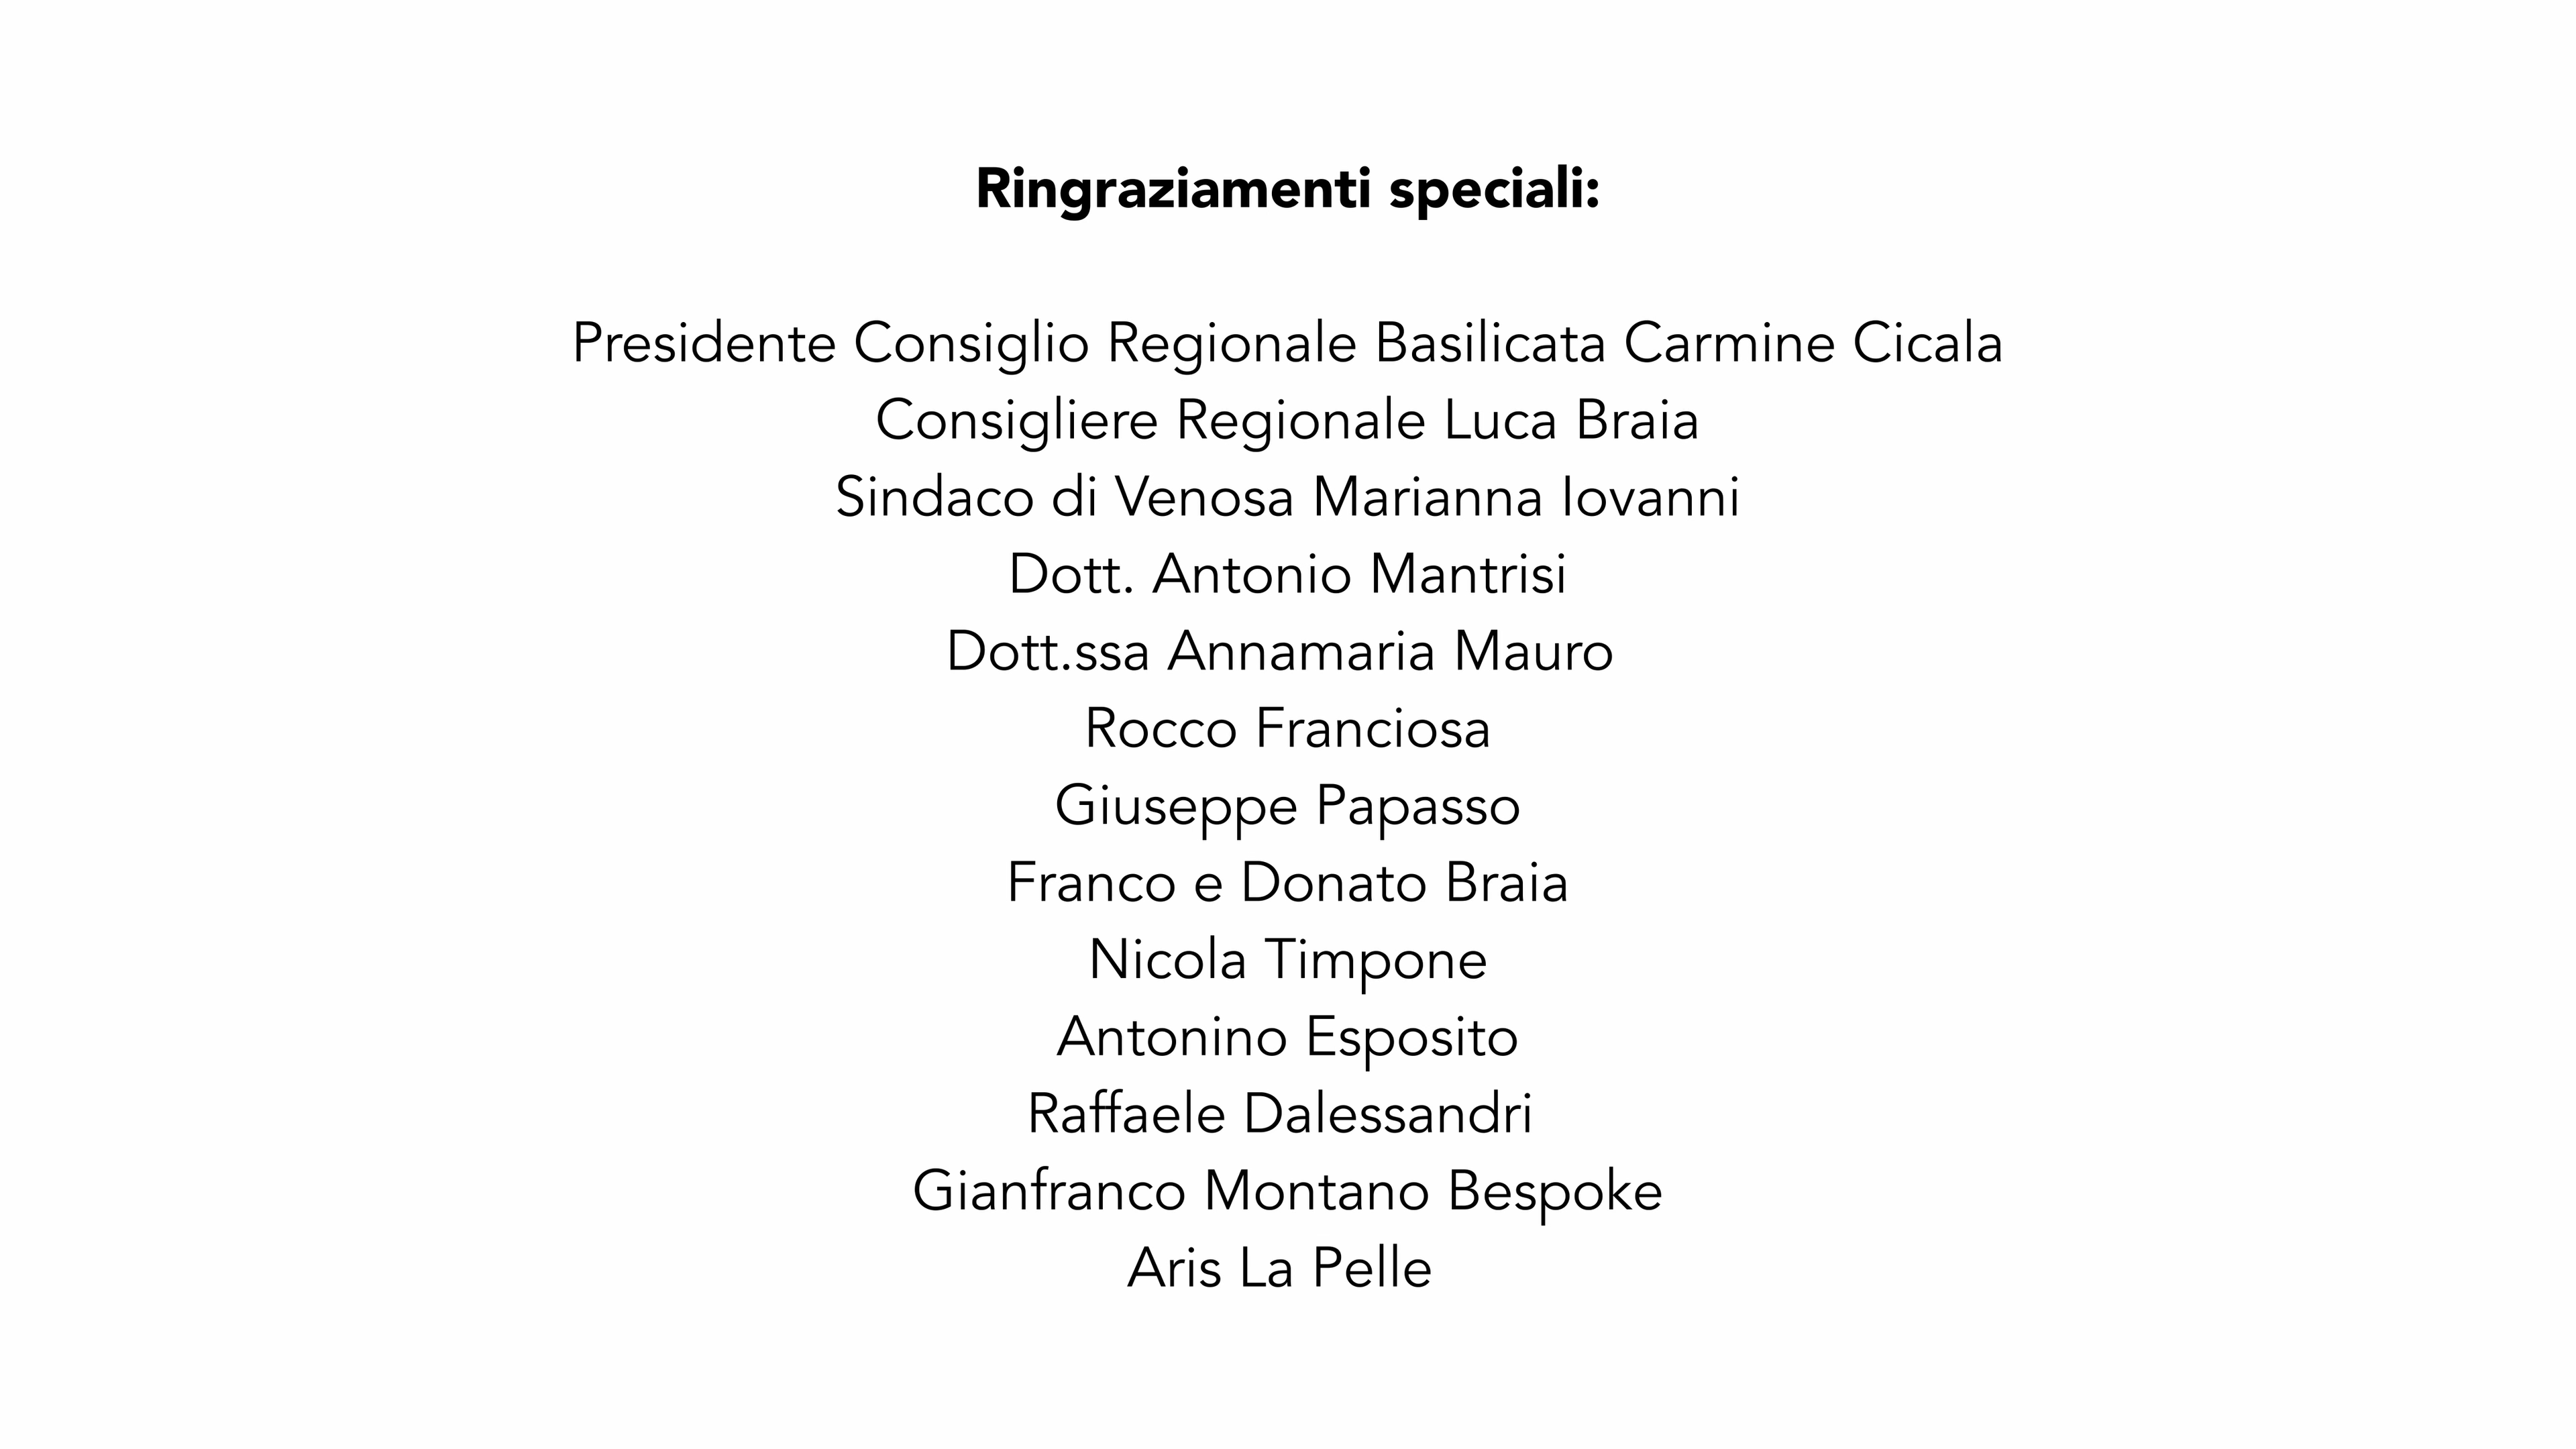 Ringraziamenti speciali:
Presidente Consiglio Regionale Basilicata Carmine Cicala
Consigliere Regionale Luca Braia
Sindaco di Venosa Marianna Iovanni
Dott. Antonio Mantrisi
Dott.ssa Annamaria Mauro
Rocco Franciosa
Giuseppe Papasso
Franco e Donato Braia
Nicola Timpone
Antonino Esposito
Raffaele Dalessandri
Gianfranco Montano Bespoke
Aris La Pelle